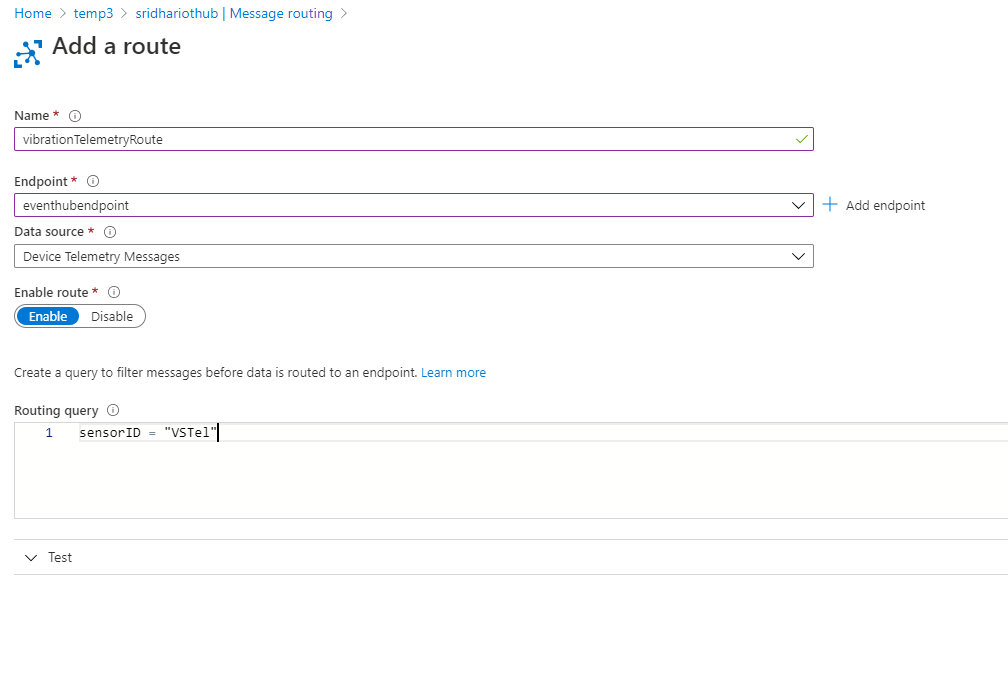 Home > temp3 > sridhariothub | Message routing >
Add a route
Name *
vibrationTelemetryRoute
Endpoint *
eventhubendpoint
Add endpoint
Data source *
Device Telemetry Messages
Enable route *
Enable Disable
Create a query to filter messages before data is routed to an endpoint. Learn more
Routing query
1 sensorID = "VSTel"
Test